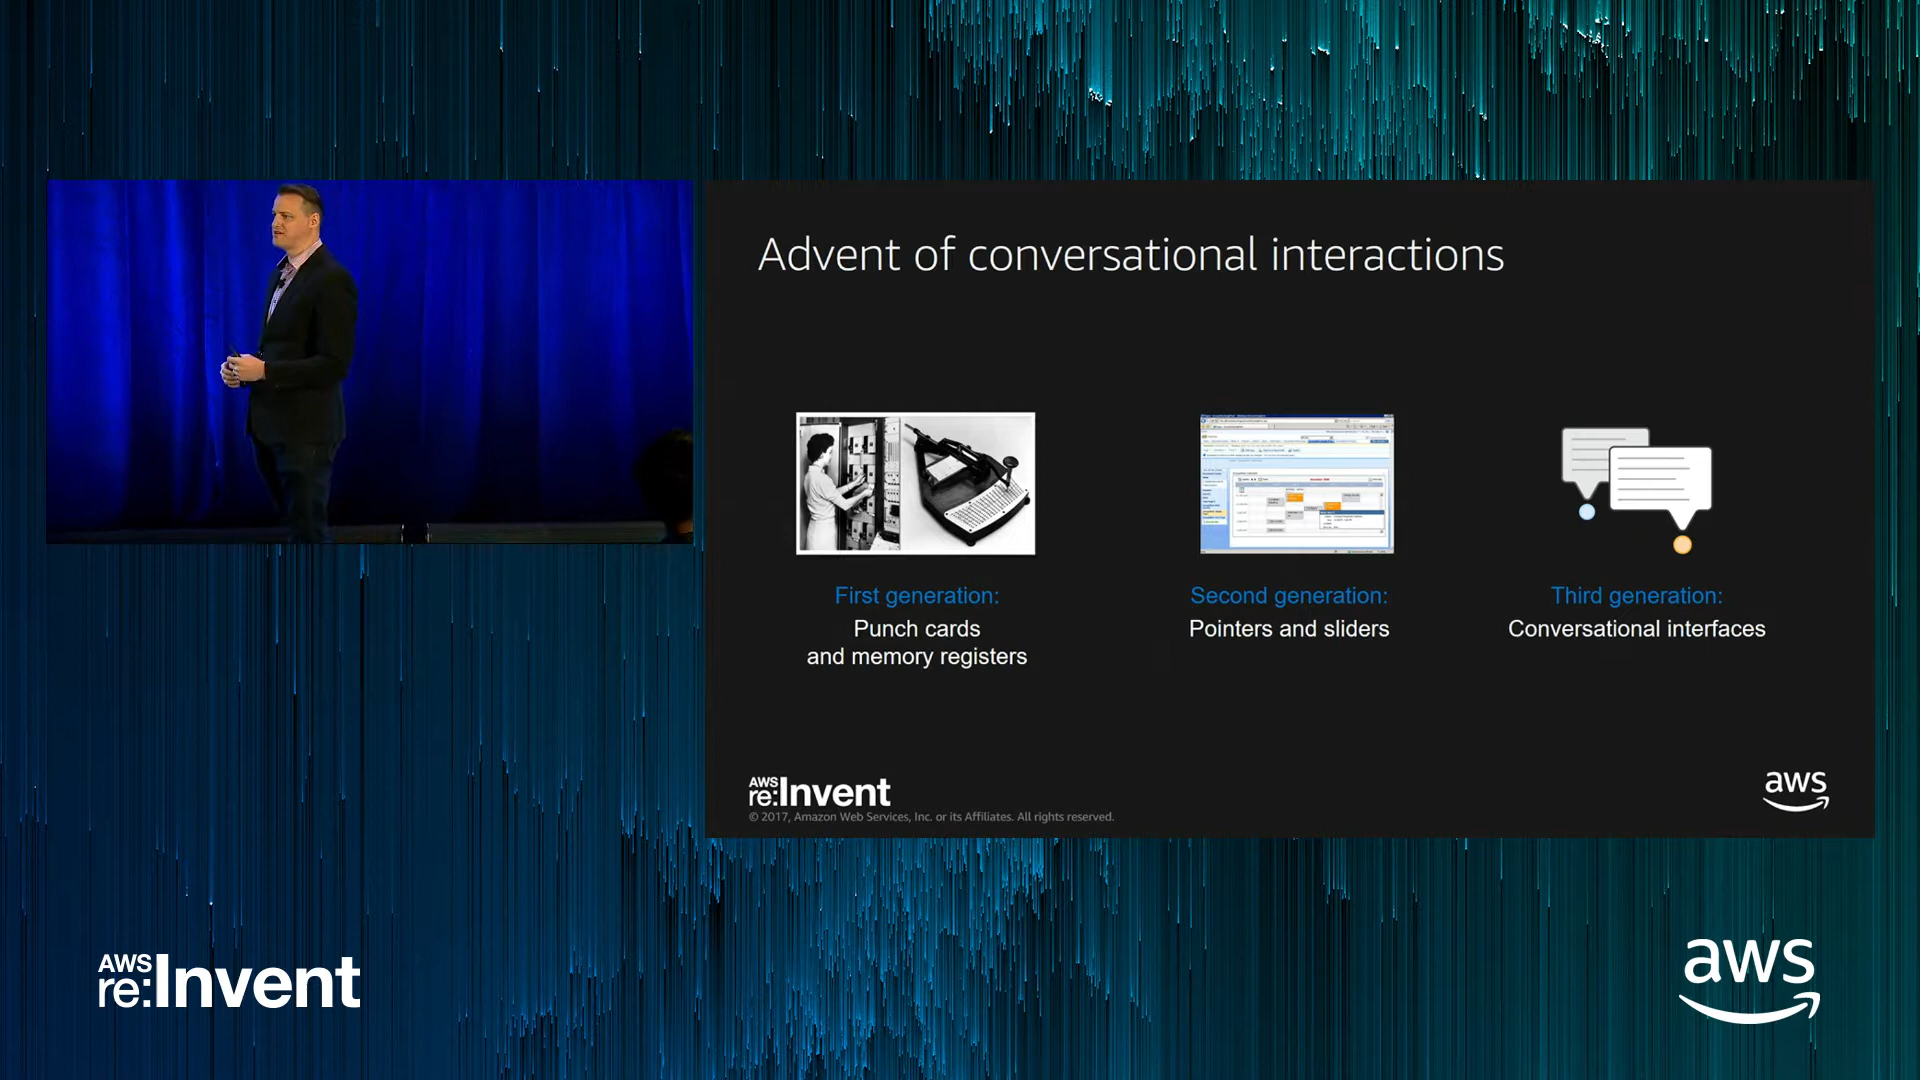 Advent of conversational interactions
First generation:
Punch cards
and memory registers
Second generation:
Pointers and sliders
Third generation:
Conversational interfaces
AWS
re:Invent
© 2017, Amazon Web Services, Inc. or its Affiliates. All rights reserved.
aws
AWS
re:Invent
aws